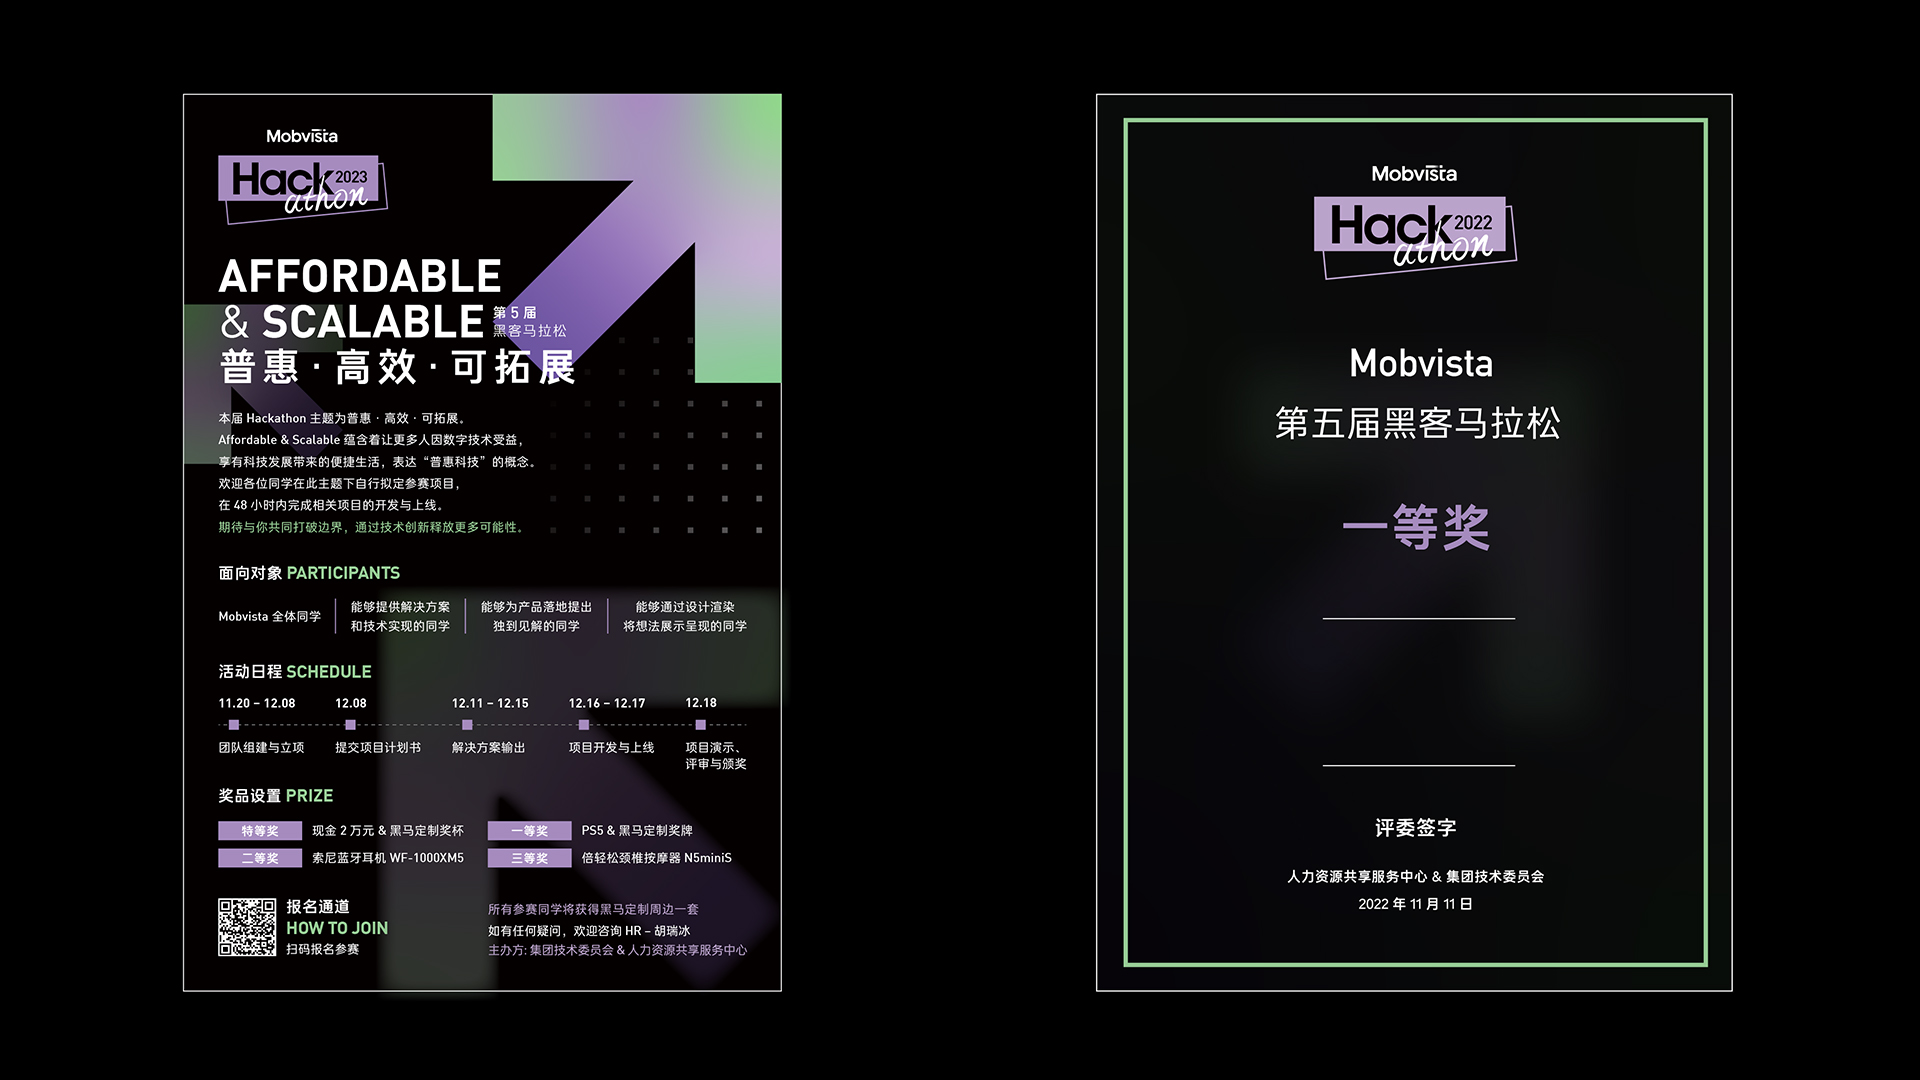 Mobvista
Hack 2023
athon
AFFORDABLE
& SCALABLE
第 5 届
黑客马拉松
普惠 · 高效 · 可拓展
本届 Hackathon 主题为普惠 · 高效 · 可拓展。
Affordable & Scalable 蕴含着让更多人因数字技术受益，
享有科技发展带来的便捷生活，表达“普惠科技”的概念。
欢迎各位同学在此主题下自行拟定参赛项目，
在 48 小时内完成相关项目的开发与上线。
期待与你共同打破边界，通过技术创新释放更多可能性。
面向对象 PARTICIPANTS
Mobvista 全体同学
能够提供解决方案
和技术实现的同学
能够为产品落地提出
独到见解的同学
能够通过设计渲染
将想法展示呈现的同学
活动日程 SCHEDULE
11.20 – 12.08
团队组建与立项
12.08
提交项目计划书
12.11 – 12.15
解决方案输出
12.16 – 12.17
项目开发与上线
12.18
项目演示、
评审与颁奖
奖品设置 PRIZE
特等奖 现金 2 万元 & 黑马定制奖杯
一等奖 PS5 & 黑马定制奖牌
二等奖 索尼蓝牙耳机 WF-1000XM5
三等奖 倍轻松颈椎按摩器 N5miniS
报名通道
HOW TO JOIN
扫码报名参赛
所有参赛同学将获得黑马定制周边一套
如有任何疑问，欢迎咨询 HR – 胡瑞冰
主办方: 集团技术委员会 & 人力资源共享服务中心
Mobvista
Hack 2022
athon
Mobvista
第五届黑客马拉松
一等奖
评委签字
人力资源共享服务中心 & 集团技术委员会
2022 年 11 月 11 日